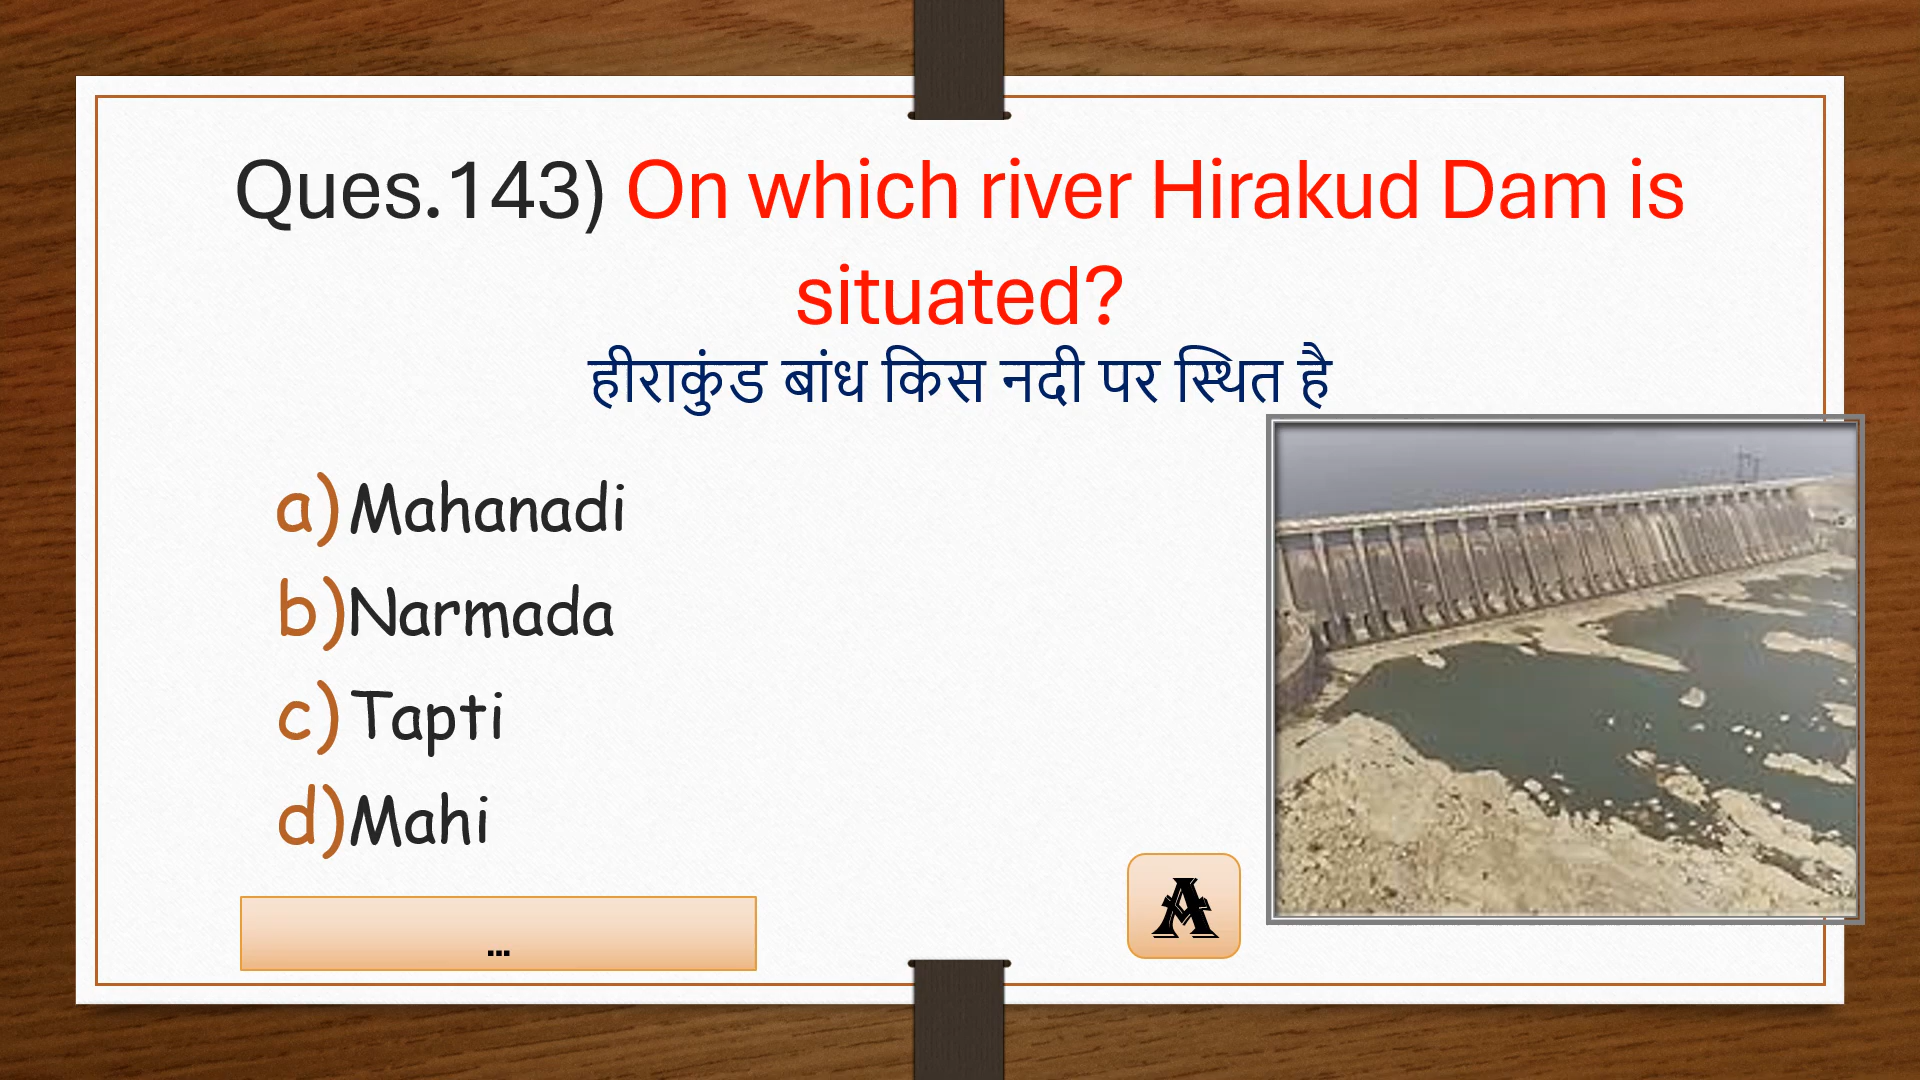 Ques.143) On which river Hirakud Dam is
situated?
हीराकुंड बांध किस नदी पर स्थित है
a) Mahanadi
b) Narmada
c) Tapti
d) Mahi
...
A